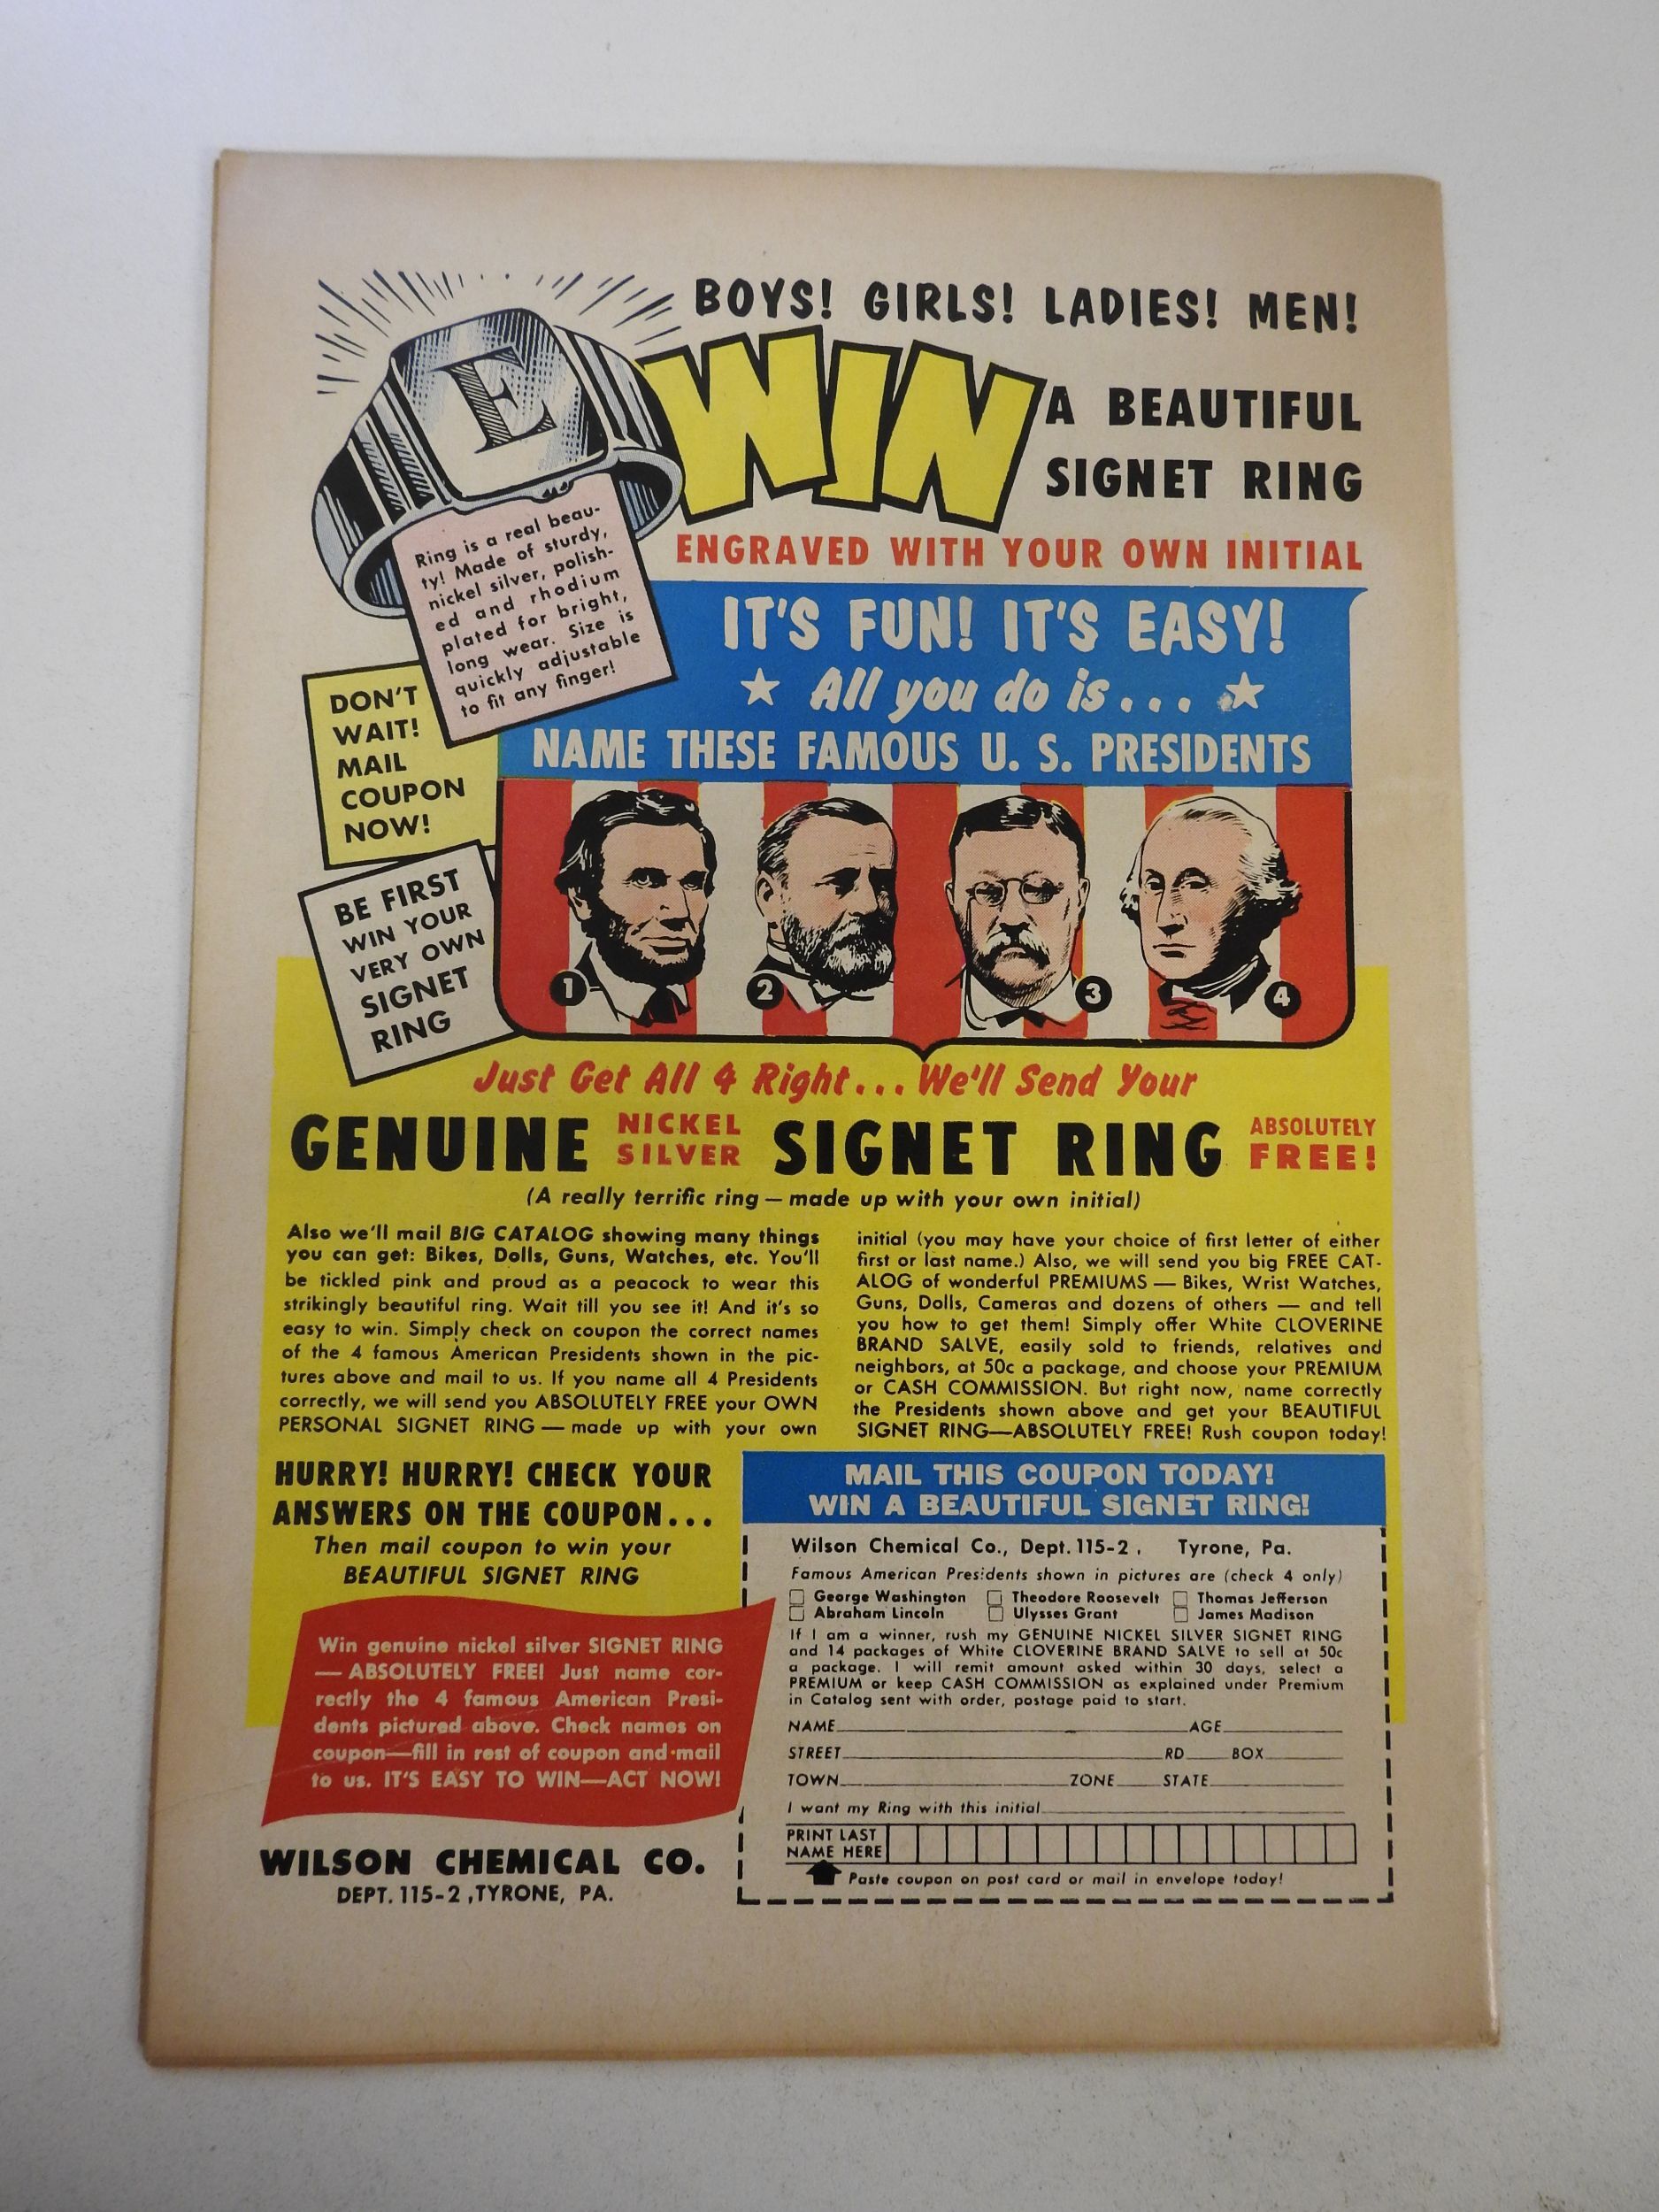 BOYS! GIRLS! LADIES! MEN!
WIN
A BEAUTIFUL
SIGNET RING
ENGRAVED WITH YOUR OWN INITIAL
E
Ring is a real beau-
ty! Made of sturdy,
nickel silver, polish-
ed and rhodium
plated for bright,
long wear. Size is
quickly adjustable
to fit any finger!
DON'T
WAIT!
MAIL
COUPON
NOW!
BE FIRST
WIN YOUR
VERY OWN
SIGNET
RING
IT'S FUN! IT'S EASY!
All you do is...
NAME THESE FAMOUS U. S. PRESIDENTS
1 2 3 4
Just Get All 4 Right... We'll Send Your
GENUINE NICKEL SILVER SIGNET RING ABSOLUTELY FREE!
(A really terrific ring — made up with your own initial)
Also we'll mail BIG CATALOG showing many things
you can get: Bikes, Dolls, Guns, Watches, etc. You'll
be tickled pink and proud as a peacock to wear this
strikingly beautiful ring. Wait till you see it! And it's so
easy to win. Simply check on coupon the correct names
of the 4 famous American Presidents shown in the pic-
tures above and mail to us. If you name all 4 Presidents
correctly, we will send you ABSOLUTELY FREE your OWN
PERSONAL SIGNET RING — made up with your own
initial (you may have your choice of first letter of either
first or last name.) Also, we will send you big FREE CAT-
ALOG of wonderful PREMIUMS — Bikes, Wrist Watches,
Guns, Dolls, Cameras and dozens of others — and tell
you how to get them! Simply offer White CLOVERINE
BRAND SALVE, easily sold to friends, relatives and
neighbors, at 50c a package, and choose your PREMIUM
or CASH COMMISSION. But right now, name correctly
the Presidents shown above and get your BEAUTIFUL
SIGNET RING—ABSOLUTELY FREE! Rush coupon today!
HURRY! HURRY! CHECK YOUR
ANSWERS ON THE COUPON...
Then mail coupon to win your
BEAUTIFUL SIGNET RING
Win genuine nickel silver SIGNET RING
— ABSOLUTELY FREE! Just name cor-
rectly the 4 famous American Presi-
dents pictured above. Check names on
coupon—fill in rest of coupon and mail
to us. IT'S EASY TO WIN—ACT NOW!
WILSON CHEMICAL CO.
DEPT. 115-2, TYRONE, PA.
MAIL THIS COUPON TODAY!
WIN A BEAUTIFUL SIGNET RING!
Wilson Chemical Co., Dept. 115-2, Tyrone, Pa.
Famous American Presidents shown in pictures are (check 4 only)
George Washington Theodore Roosevelt Thomas Jefferson
Abraham Lincoln Ulysses Grant James Madison
If I am a winner, rush my GENUINE NICKEL SILVER SIGNET RING
and 14 packages of White CLOVERINE BRAND SALVE to sell at 50c
a package. I will remit amount asked within 30 days, select a
PREMIUM or keep CASH COMMISSION as explained under Premium
in Catalog sent with order, postage paid to start.
NAME AGE
STREET RD BOX
TOWN ZONE STATE
I want my Ring with this initial
PRINT LAST
NAME HERE
Paste coupon on post card or mail in envelope today!